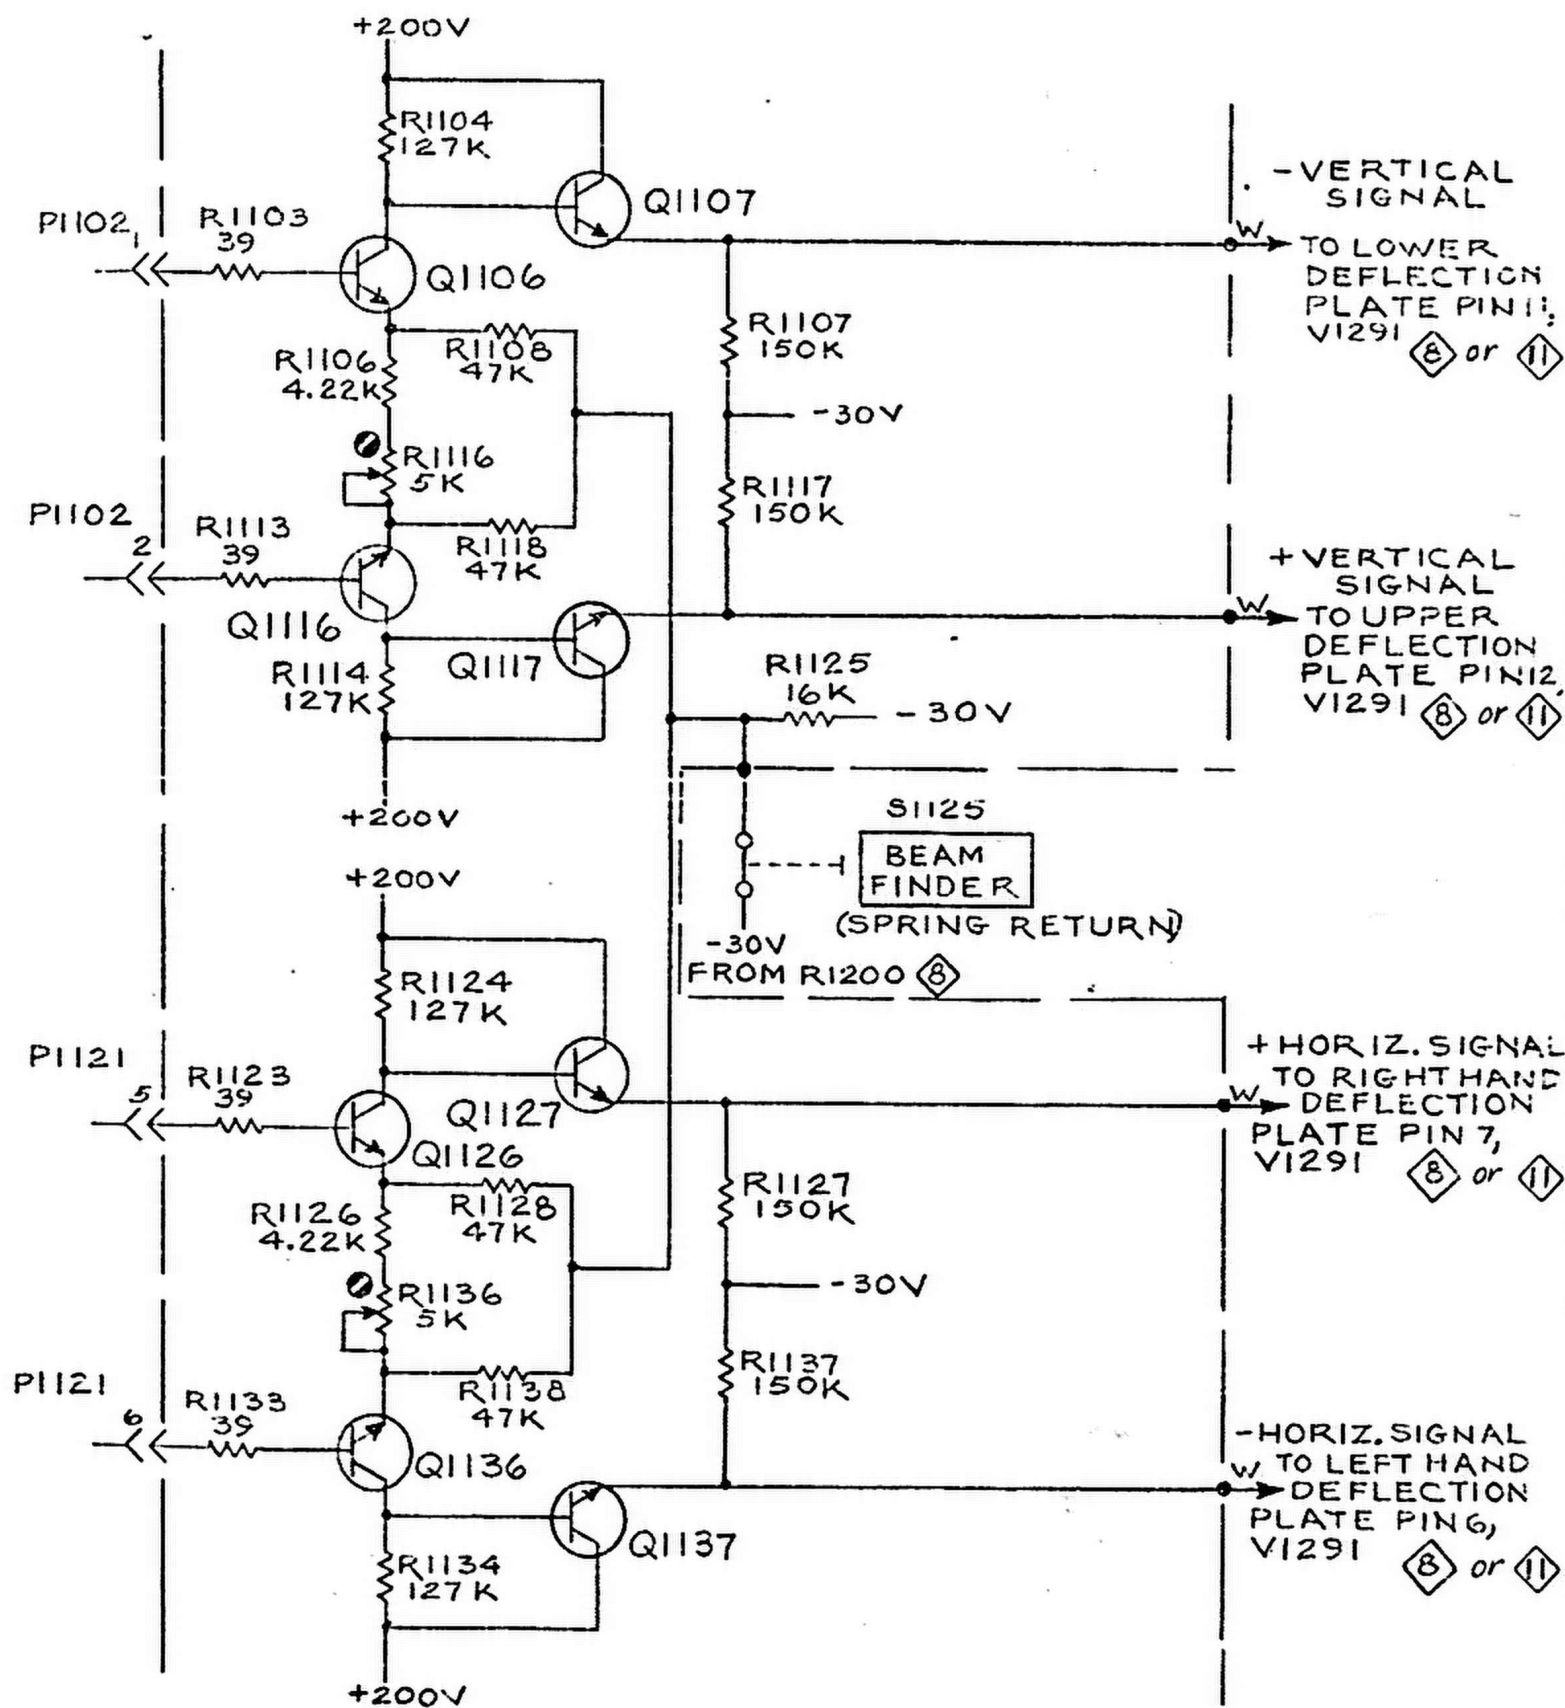 +200V
R1104
127K
Q1107
-VERTICAL
SIGNAL
W
TO LOWER
DEFLECTION
PLATE PIN 11,
V1291 8 or 11
P1102
1
R1103
39
Q1106
R1107
150K
R1108
47K
R1106
4.22K
-30V
R1116
5K
R1117
150K
P1102
2
R1113
39
R1118
47K
+VERTICAL
SIGNAL
W
TO UPPER
DEFLECTION
PLATE PIN12,
V1291 8 or 11
Q1116
Q1117
R1114
127K
R1125
16K
-30V
+200V
S1125
BEAM
FINDER
(SPRING RETURN)
-30V
FROM R1200 8
+200V
R1124
127K
P1121
5
R1123
39
Q1127
Q1126
+HORIZ. SIGNAL
TO RIGHT HAND
W
DEFLECTION
PLATE PIN 7,
V1291 8 or 11
R1127
150K
R1128
47K
R1126
4.22K
-30V
R1136
5K
R1137
150K
P1121
6
R1133
39
R1138
47K
Q1136
-HORIZ. SIGNAL
TO LEFT HAND
W
DEFLECTION
PLATE PIN 6,
V1291 8 or 11
Q1137
R1134
127K
+200V